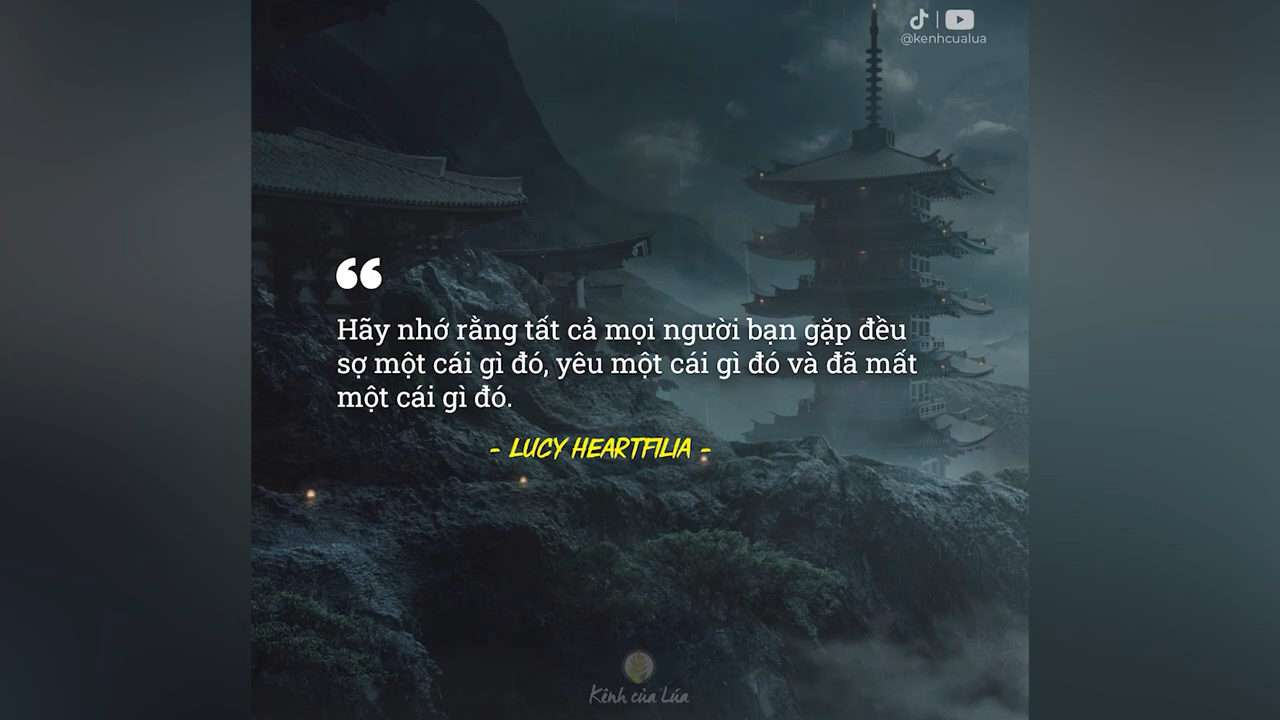 @kenhcualua
Hãy nhớ rằng tất cả mọi người bạn gặp đều
sợ một cái gì đó, yêu một cái gì đó và đã mất
một cái gì đó.
- LUCY HEARTFILIA -
Kênh của Lúa